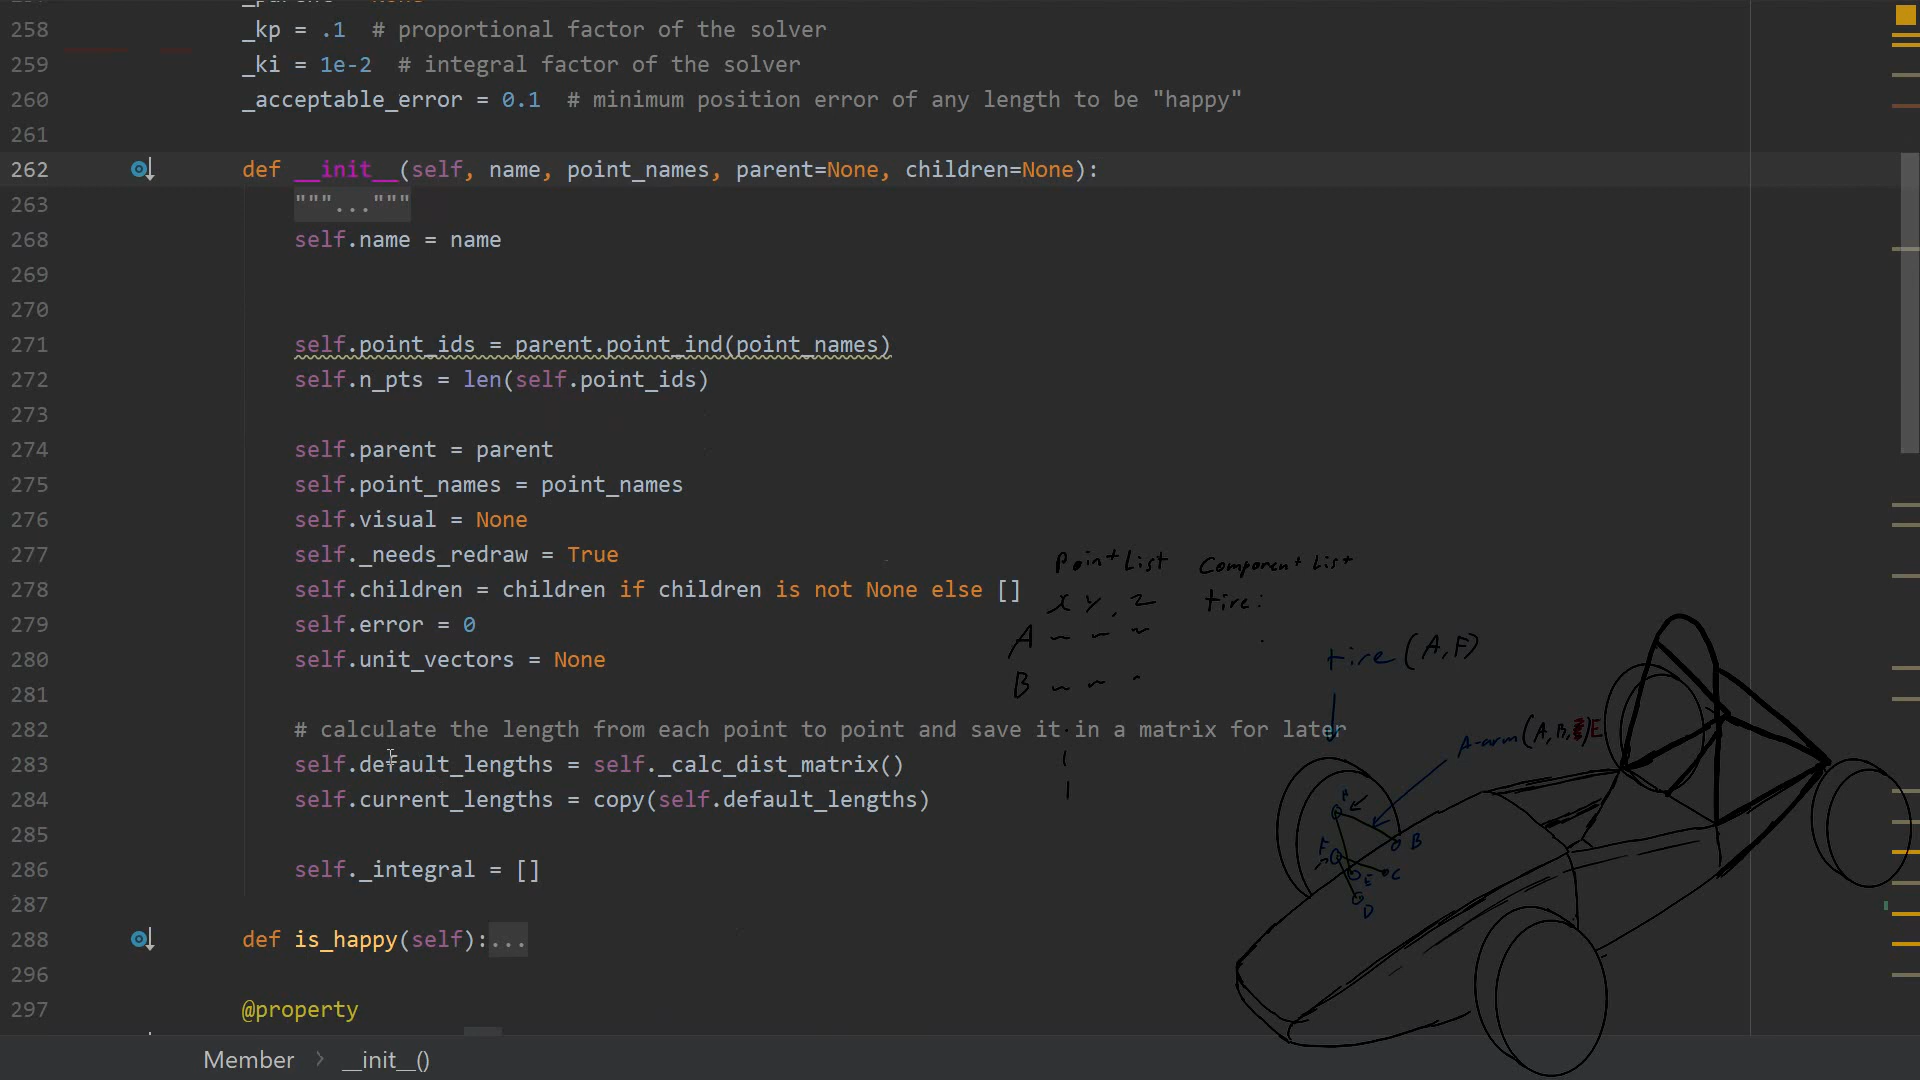 258 _kp = .1 # proportional factor of the solver
259 _ki = 1e-2 # integral factor of the solver
260 _acceptable_error = 0.1 # minimum position error of any length to be "happy"
261
262 def __init__(self, name, point_names, parent=None, children=None):
263 """..."""
268 self.name = name
269
270
271 self.point_ids = parent.point_ind(point_names)
272 self.n_pts = len(self.point_ids)
273
274 self.parent = parent
275 self.point_names = point_names
276 self.visual = None
277 self._needs_redraw = True
278 self.children = children if children is not None else []
279 self.error = 0
280 self.unit_vectors = None
281
282 # calculate the length from each point to point and save it in a matrix for later
283 self.default_lengths = self._calc_dist_matrix()
284 self.current_lengths = copy(self.default_lengths)
285
286 self._integral = []
287
288 def is_happy(self):...
296
297 @property
Member > __init__()
Point List Component List
x y, z tire:
A
B
tire (A,F)
A-arm (A,B, E
A
B
F
E C
D